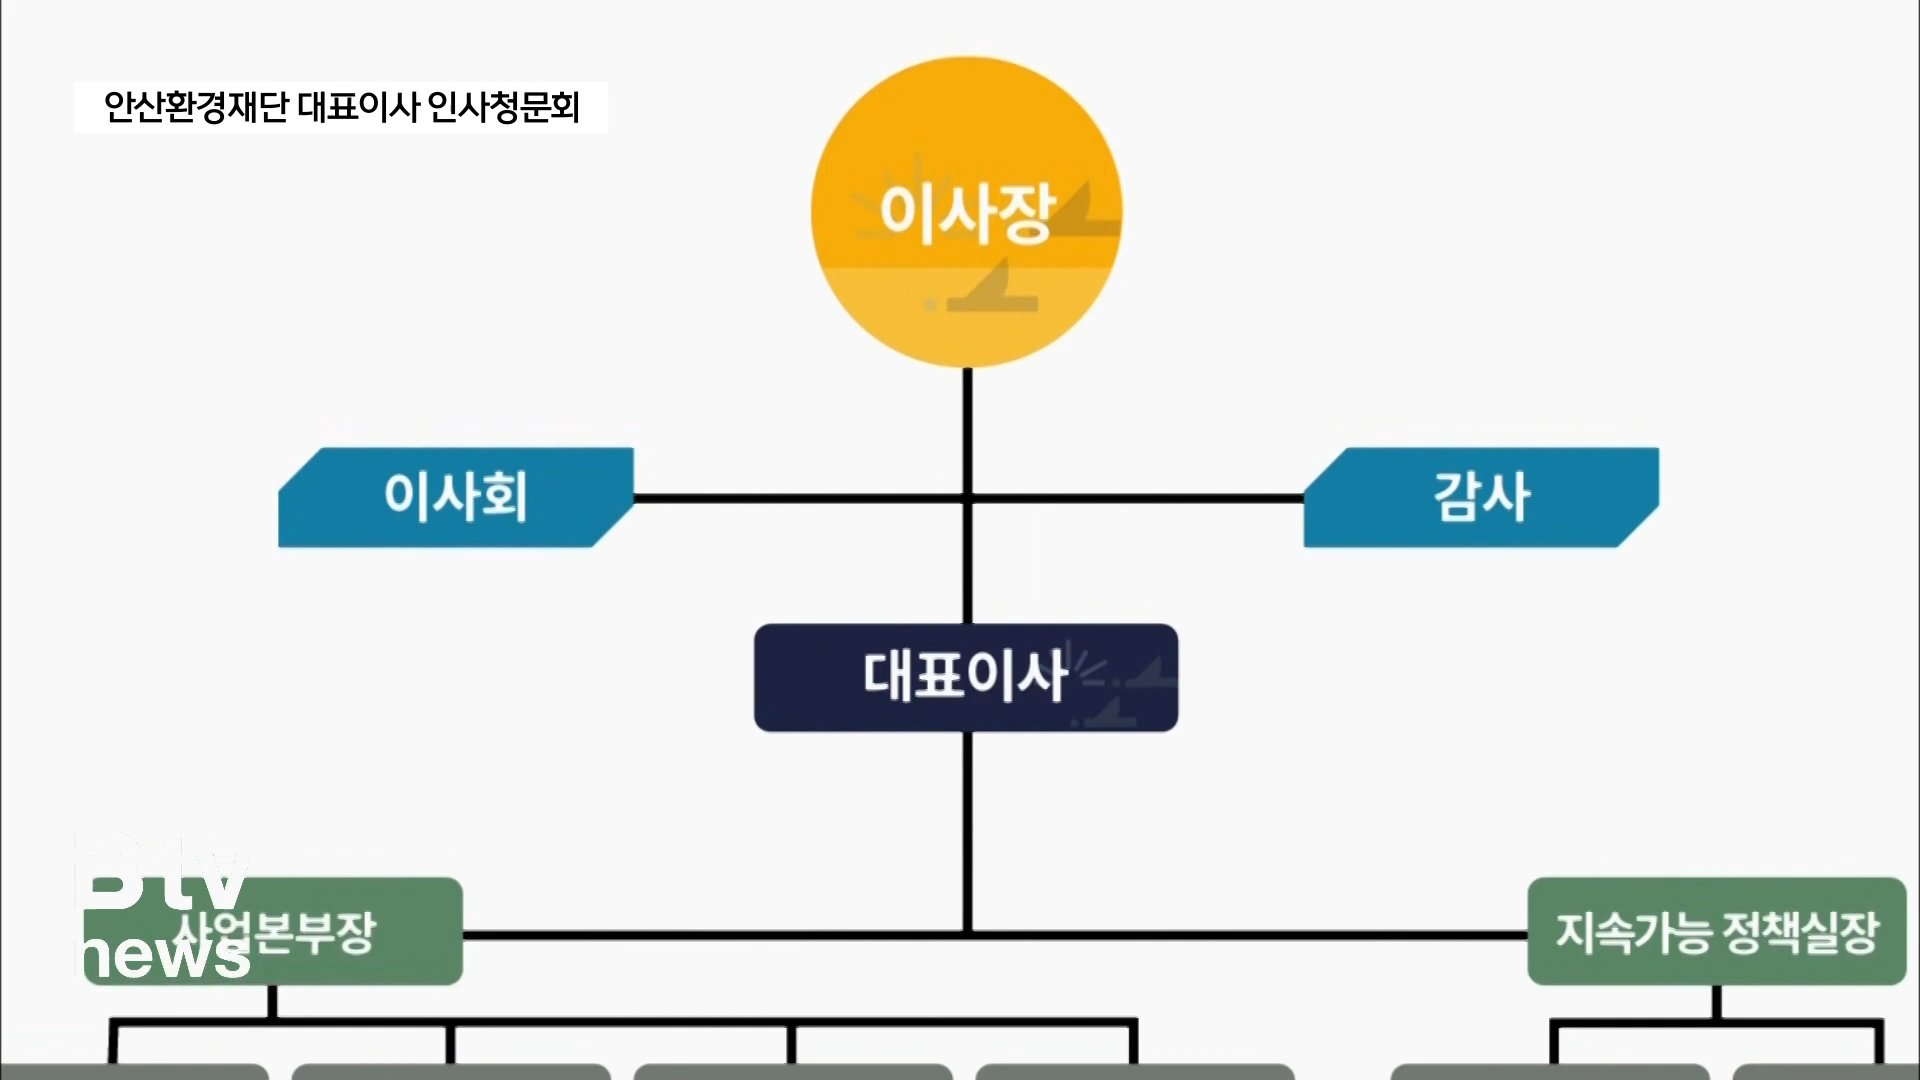 안산환경재단 대표이사 인사청문회
이사장
이사회
감사
대표이사
Btv
news
사업본부장
지속가능 정책실장